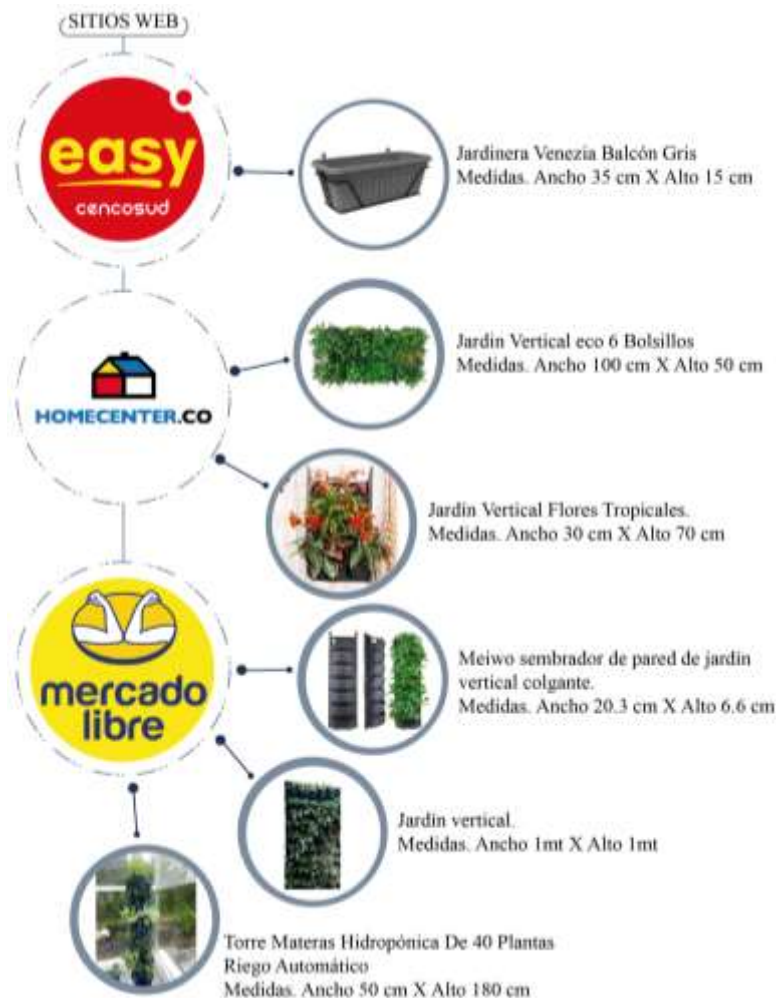 SITIOS WEB
easy
cencosud
Jardinera Venezia Balcón Gris
Medidas. Ancho 35 cm X Alto 15 cm
HOMECENTER.CO
Jardín Vertical eco 6 Bolsillos
Medidas. Ancho 100 cm X Alto 50 cm
Jardín Vertical Flores Tropicales.
Medidas. Ancho 30 cm X Alto 70 cm
mercado
libre
Meiwo sembrador de pared de jardín
vertical colgante.
Medidas. Ancho 20.3 cm X Alto 6.6 cm
Jardín vertical.
Medidas. Ancho 1mt X Alto 1mt
Torre Materas Hidropónica De 40 Plantas
Riego Automático
Medidas. Ancho 50 cm X Alto 180 cm